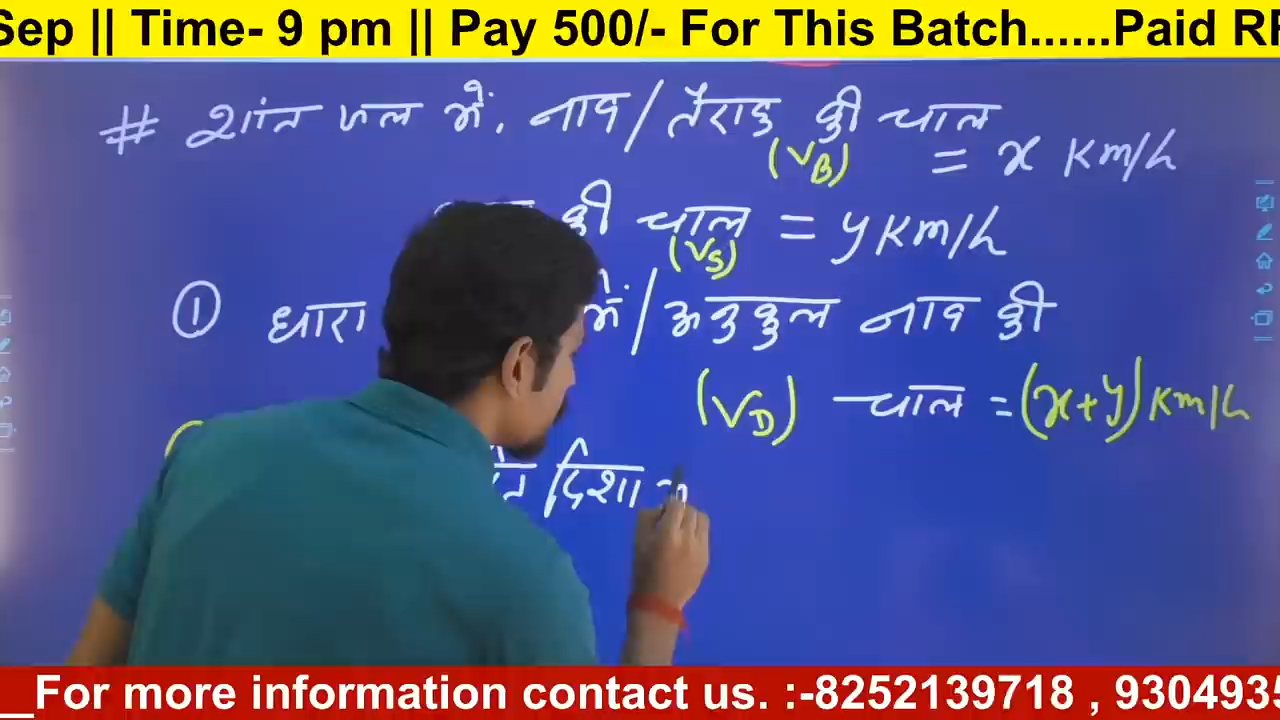 Sep || Time- 9 pm || Pay 500/- For This Batch......Paid
# शांत जल में, नाव/तैराक की चाल
(VB) = x Km/h
की चाल = y Km/h
(VS)
① धारा में/अनुकुल नाव की
(VD) चाल = (x+y) Km/h
दिशा
For more information contact us. :-8252139718 , 9304935